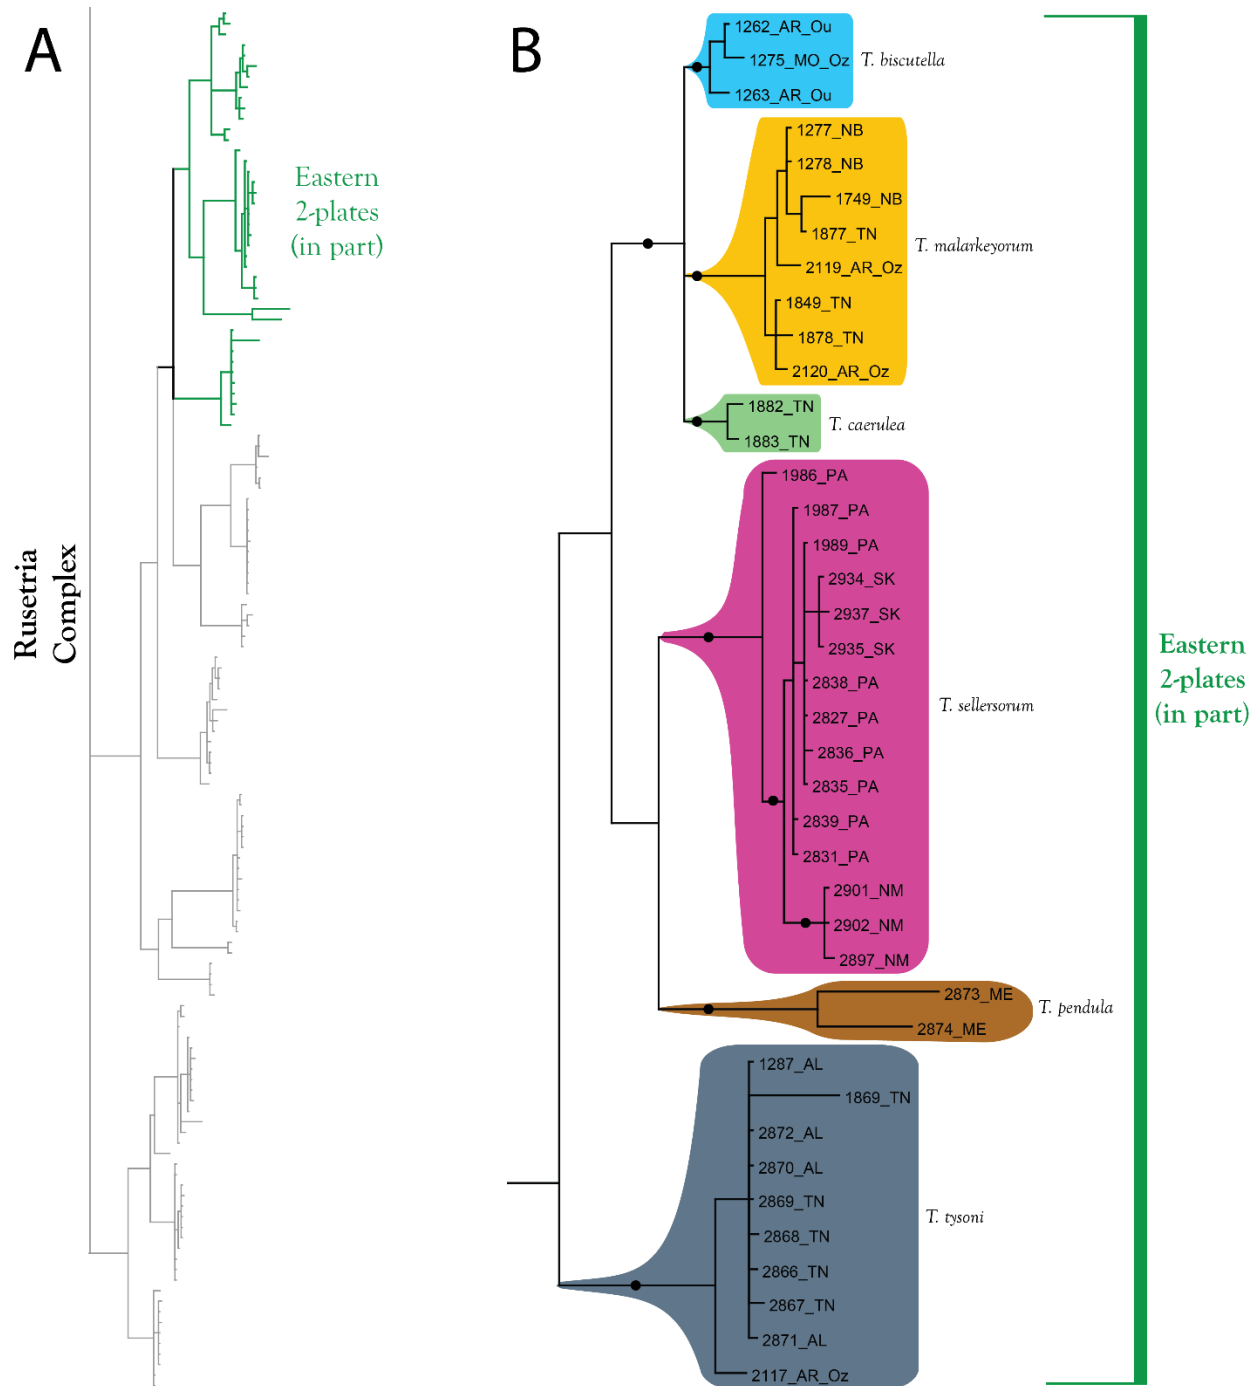 A
Eastern
2-plates
(in part)
Rusetria
Complex
B
1262_AR_Ou
1275_MO_Oz
1263_AR_Ou
T. biscutella
1277_NB
1278_NB
1749_NB
1877_TN
2119_AR_Oz
1849_TN
1878_TN
2120_AR_Oz
T. malarkeyorum
1882_TN
1883_TN
T. caerulea
1986_PA
1987_PA
1989_PA
2934_SK
2937_SK
2935_SK
2838_PA
2827_PA
2836_PA
2835_PA
2839_PA
2831_PA
2901_NM
2902_NM
2897_NM
T. sellersorum
2873_ME
2874_ME
T. pendula
1287_AL
1869_TN
2872_AL
2870_AL
2869_TN
2868_TN
2866_TN
2867_TN
2871_AL
2117_AR_Oz
T. tysoni
Eastern
2-plates
(in part)